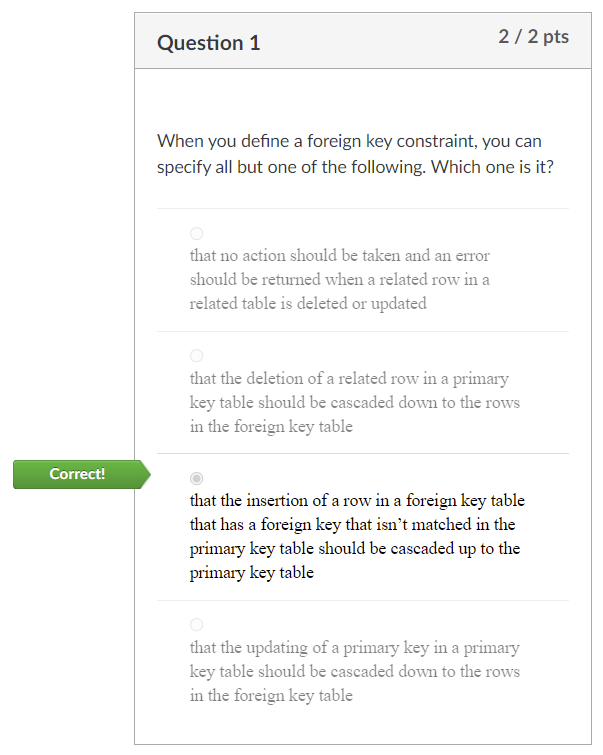 Question 1
2 / 2 pts
When you define a foreign key constraint, you can
specify all but one of the following. Which one is it?
that no action should be taken and an error
should be returned when a related row in a
related table is deleted or updated
that the deletion of a related row in a primary
key table should be cascaded down to the rows
in the foreign key table
Correct!
that the insertion of a row in a foreign key table
that has a foreign key that isn’t matched in the
primary key table should be cascaded up to the
primary key table
that the updating of a primary key in a primary
key table should be cascaded down to the rows
in the foreign key table